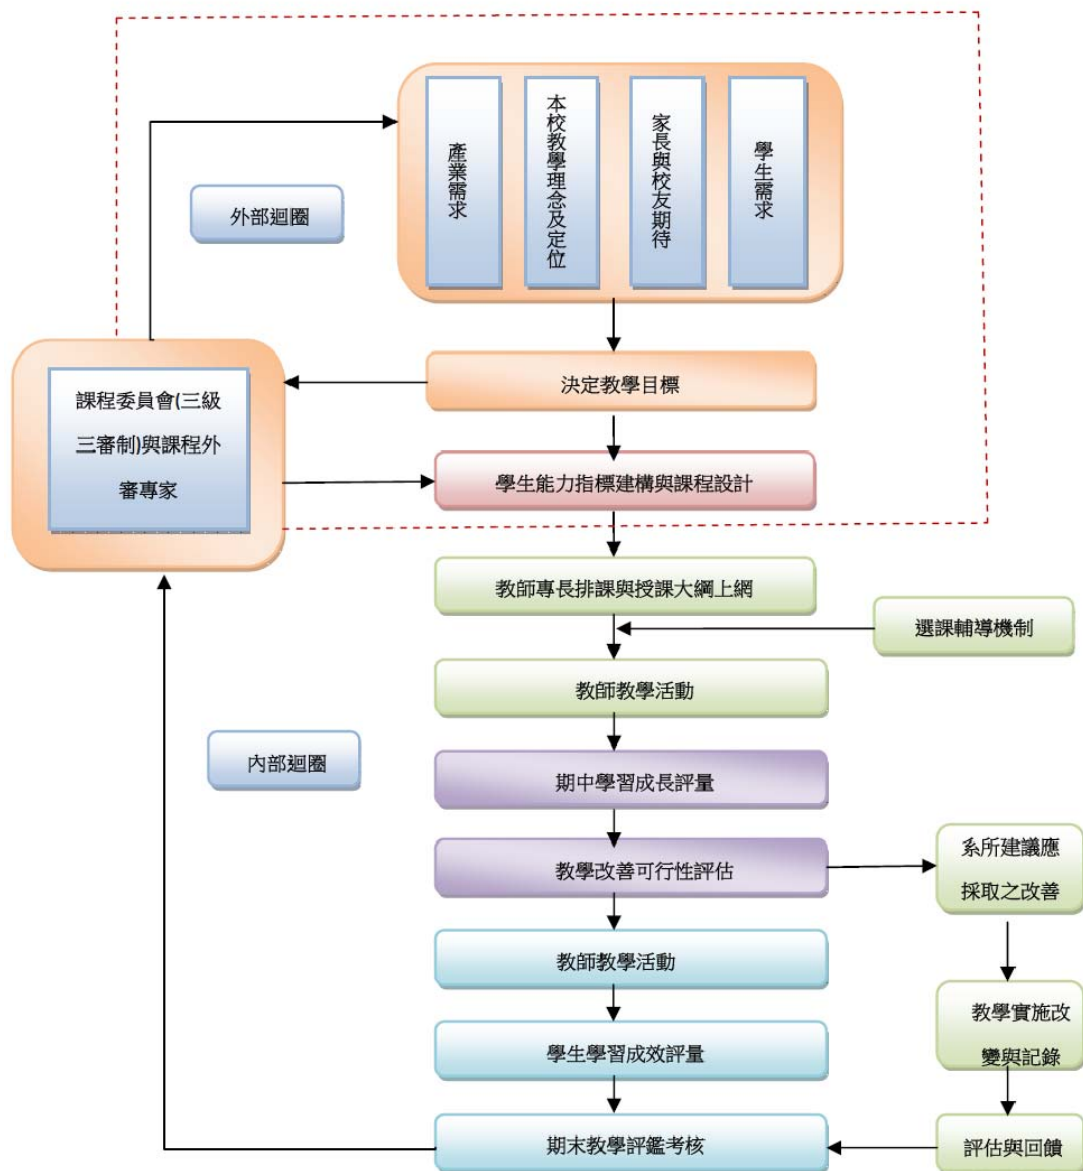 產業需求
本校教學理念及定位
家長與校友期待
學生需求
外部迴圈
決定教學目標
課程委員會(三級
三審制)與課程外
審專家
學生能力指標建構與課程設計
教師專長排課與授課大綱上網
選課輔導機制
教師教學活動
內部迴圈
期中學習成長評量
教學改善可行性評估
系所建議應
採取之改善
教師教學活動
教學實施改
變與記錄
學生學習成效評量
期末教學評鑑考核
評估與回饋